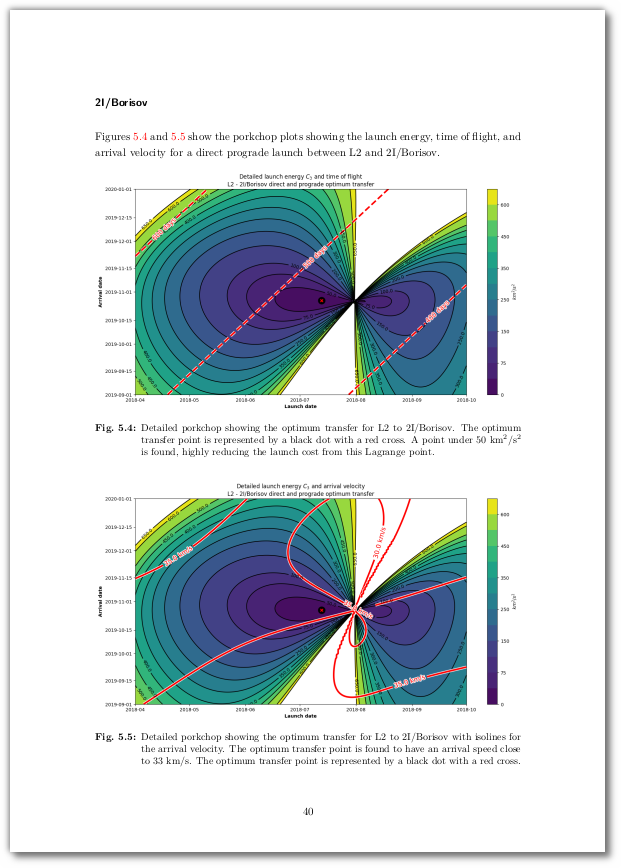 2I/Borisov
Figures 5.4 and 5.5 show the porkchop plots showing the launch energy, time of flight, and
arrival velocity for a direct prograde launch between L2 and 2I/Borisov.
Detailed launch energy C3 and time of flight
L2 - 2I/Borisov direct and prograde optimum transfer
2020-01-01
2019-12-15
2019-12-01
2019-11-15
2019-11-01
2019-10-15
2019-10-01
2019-09-15
2019-09-01
Arrival date
2018-04
2018-05
2018-06
2018-07
2018-08
2018-09
2018-10
Launch date
600
450
350
250
150
75
0
km²/s²
Fig. 5.4: Detailed porkchop showing the optimum transfer for L2 to 2I/Borisov. The optimum
transfer point is represented by a black dot with a red cross. A point under 50 km²/s²
is found, highly reducing the launch cost from this Lagrange point.
Detailed launch energy C3 and arrival velocity
L2 - 2I/Borisov direct and prograde optimum transfer
2020-01-01
2019-12-15
2019-12-01
2019-11-15
2019-11-01
2019-10-15
2019-10-01
2019-09-15
2019-09-01
Arrival date
30.0 km/s
35.0 km/s
2018-04
2018-05
2018-06
2018-07
2018-08
2018-09
2018-10
Launch date
600
450
350
250
150
75
0
km²/s²
Fig. 5.5: Detailed porkchop showing the optimum transfer for L2 to 2I/Borisov with isolines for
the arrival velocity. The optimum transfer point is found to have an arrival speed close
to 33 km/s. The optimum transfer point is represented by a black dot with a red cross.
40